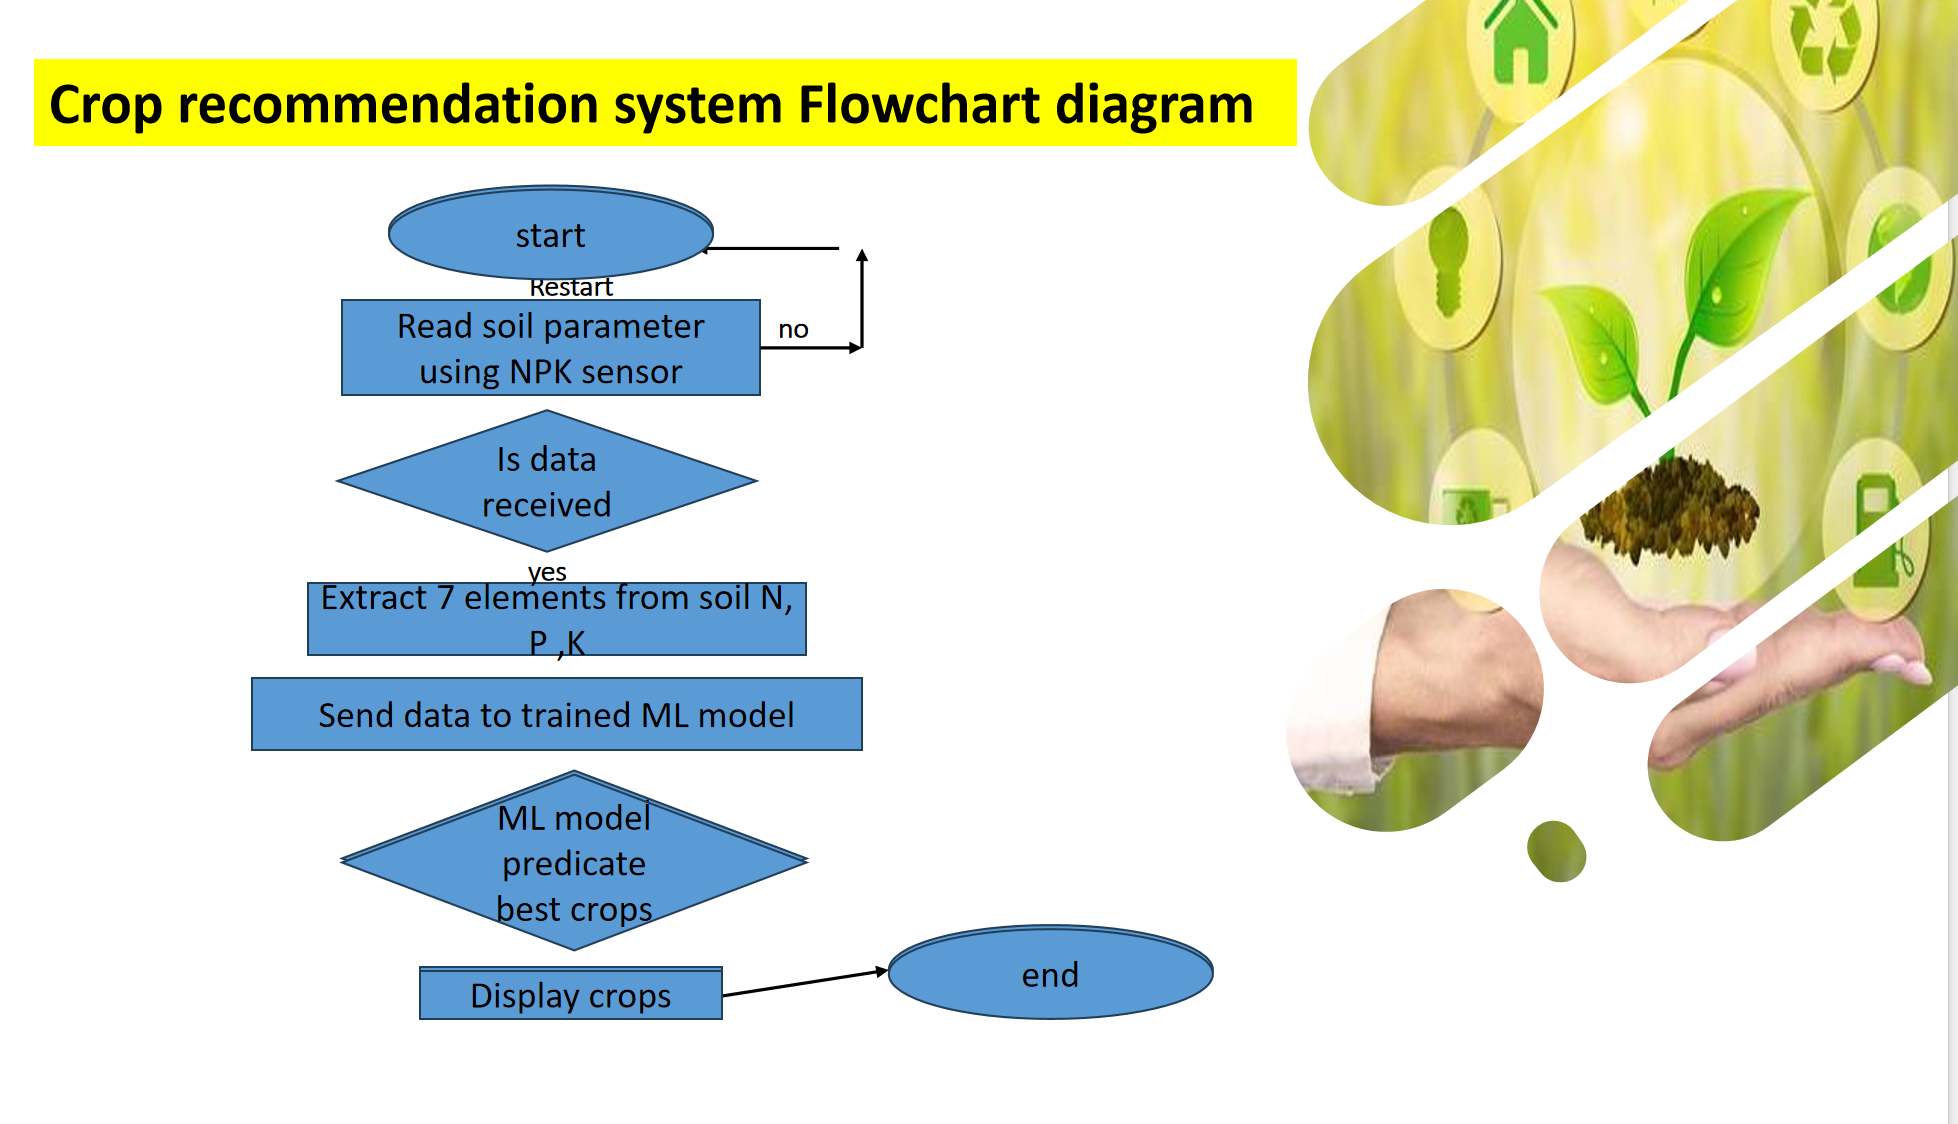 Crop recommendation system Flowchart diagram
start
Restart
Read soil parameter
using NPK sensor
no
Is data
received
yes
Extract 7 elements from soil N,
P ,K
Send data to trained ML model
ML model
predicate
best crops
Display crops
end